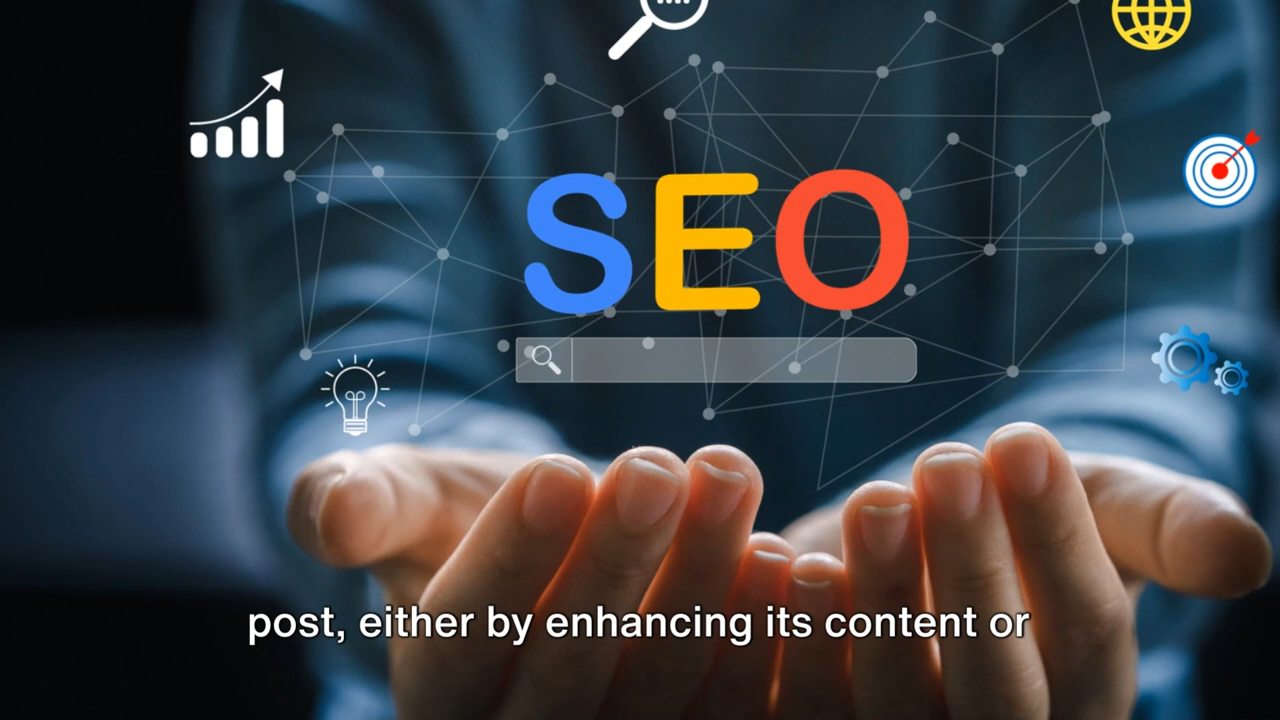 SEO
post, either by enhancing its content or